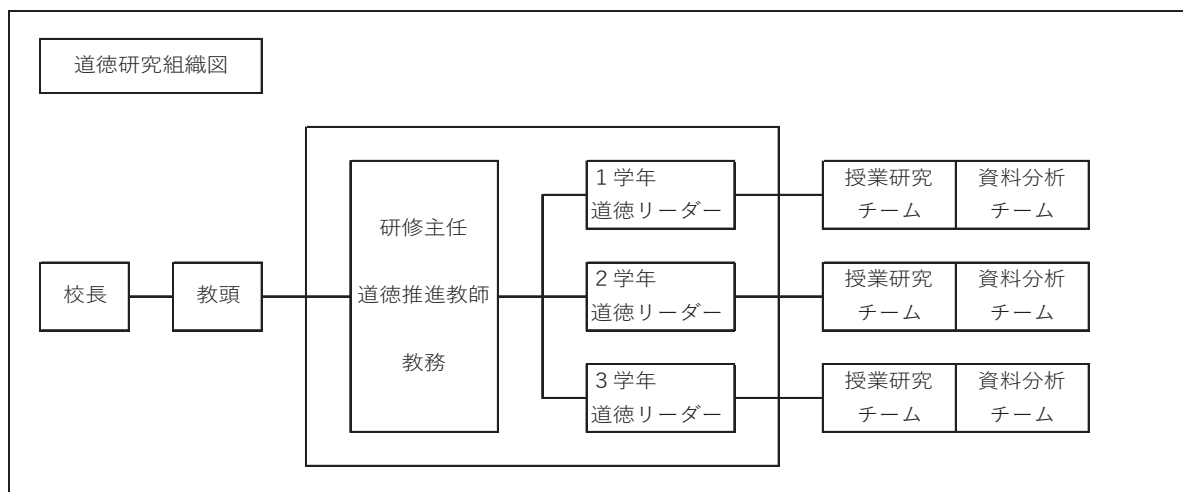 道徳研究組織図
校長
教頭
研修主任
道徳推進教師
教務
１学年
道徳リーダー
授業研究
チーム
資料分析
チーム
２学年
道徳リーダー
授業研究
チーム
資料分析
チーム
３学年
道徳リーダー
授業研究
チーム
資料分析
チーム